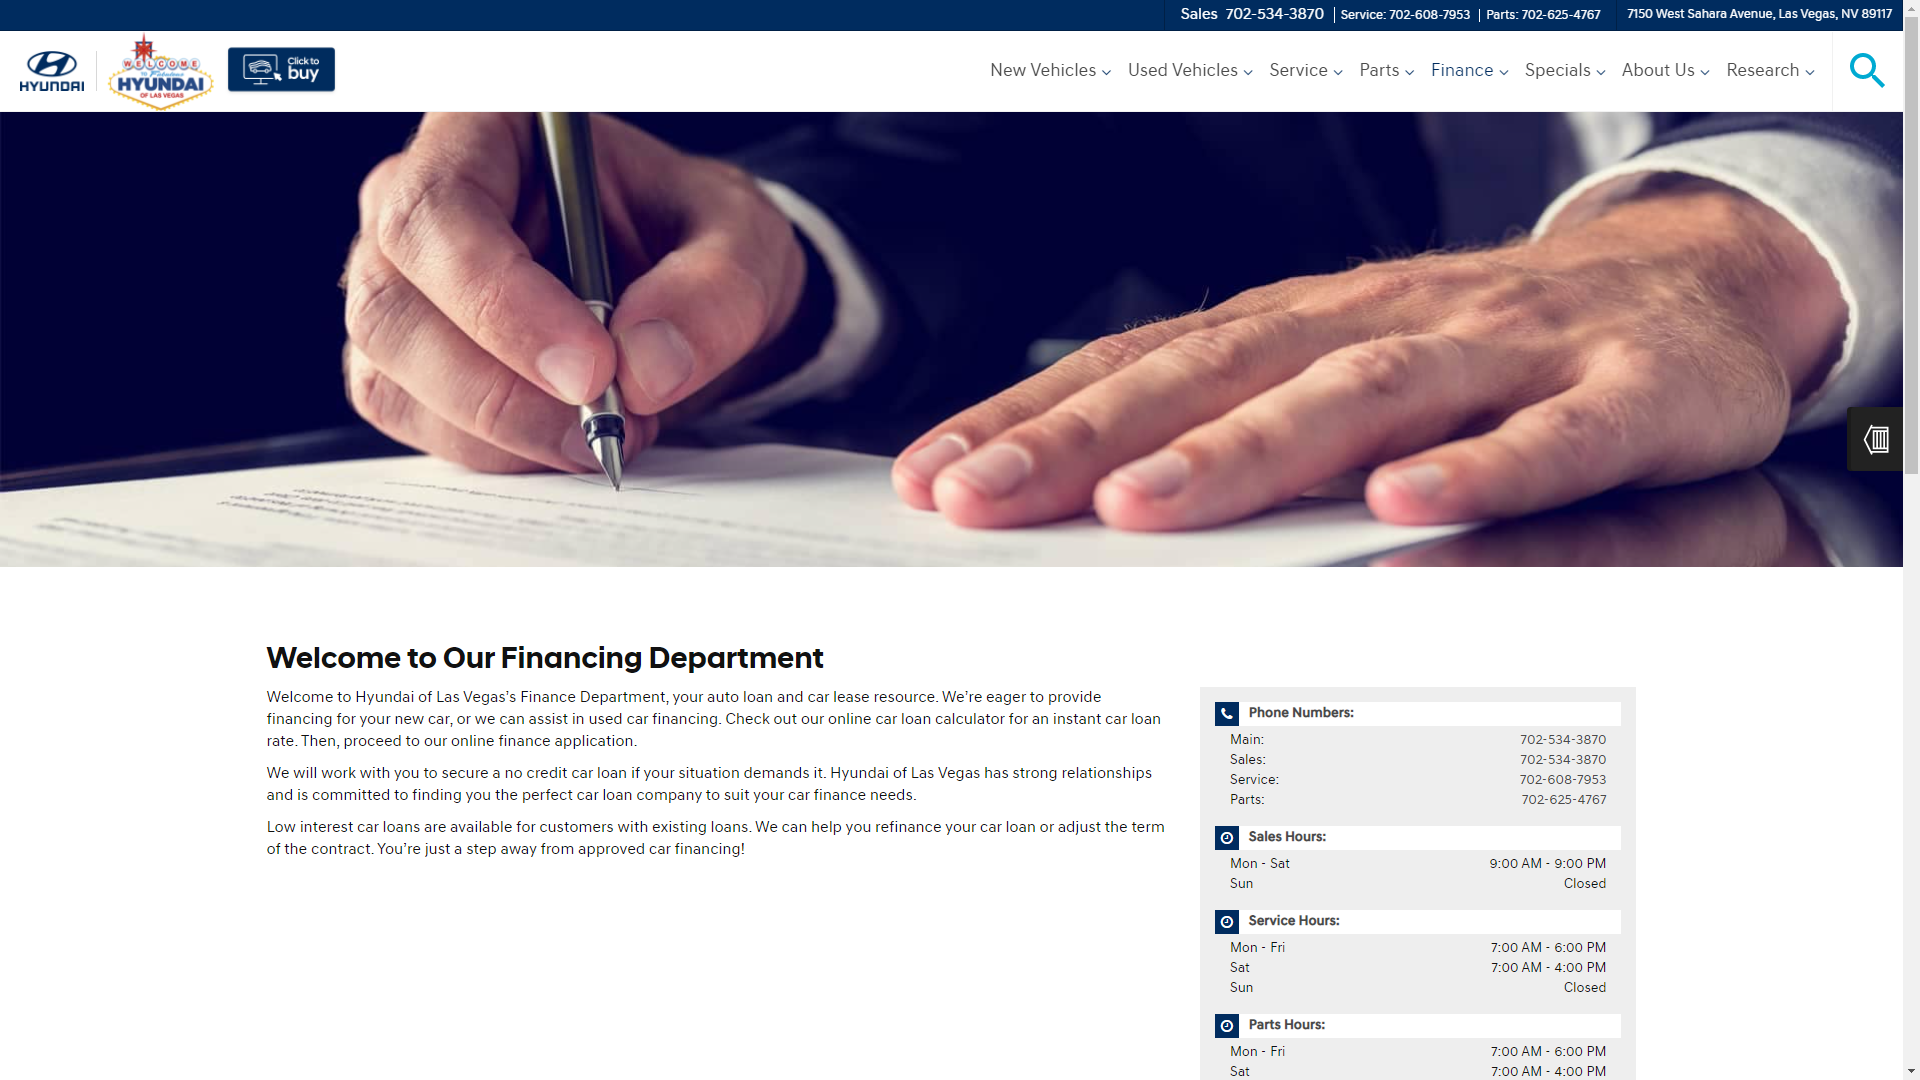 Sales 702-534-3870 | Service: 702-608-7953 | Parts: 702-625-4767
7150 West Sahara Avenue, Las Vegas, NV 89117
HYUNDAI
WELCOME
TO Fabulous
HYUNDAI
OF LAS VEGAS
Click to
buy
New Vehicles
Used Vehicles
Service
Parts
Finance
Specials
About Us
Research
Welcome to Our Financing Department
Welcome to Hyundai of Las Vegas’s Finance Department, your auto loan and car lease resource. We’re eager to provide
financing for your new car, or we can assist in used car financing. Check out our online car loan calculator for an instant car loan
rate. Then, proceed to our online finance application.
We will work with you to secure a no credit car loan if your situation demands it. Hyundai of Las Vegas has strong relationships
and is committed to finding you the perfect car loan company to suit your car finance needs.
Low interest car loans are available for customers with existing loans. We can help you refinance your car loan or adjust the term
of the contract. You’re just a step away from approved car financing!
Phone Numbers:
Main: 702-534-3870
Sales: 702-534-3870
Service: 702-608-7953
Parts: 702-625-4767
Sales Hours:
Mon - Sat 9:00 AM - 9:00 PM
Sun Closed
Service Hours:
Mon - Fri 7:00 AM - 6:00 PM
Sat 7:00 AM - 4:00 PM
Sun Closed
Parts Hours:
Mon - Fri 7:00 AM - 6:00 PM
Sat 7:00 AM - 4:00 PM